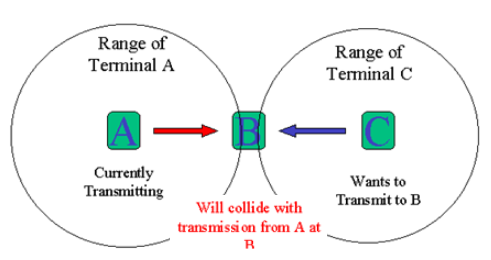 Range of
Terminal A
Range of
Terminal C
A
B
C
Currently
Transmitting
Wants to
Transmit to B
Will collide with
transmission from A at
B